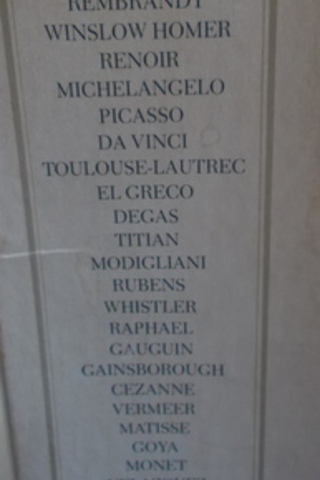 REMBRANDT
WINSLOW HOMER
RENOIR
MICHELANGELO
PICASSO
DA VINCI
TOULOUSE-LAUTREC
EL GRECO
DEGAS
TITIAN
MODIGLIANI
RUBENS
WHISTLER
RAPHAEL
GAUGUIN
GAINSBOROUGH
CEZANNE
VERMEER
MATISSE
GOYA
MONET